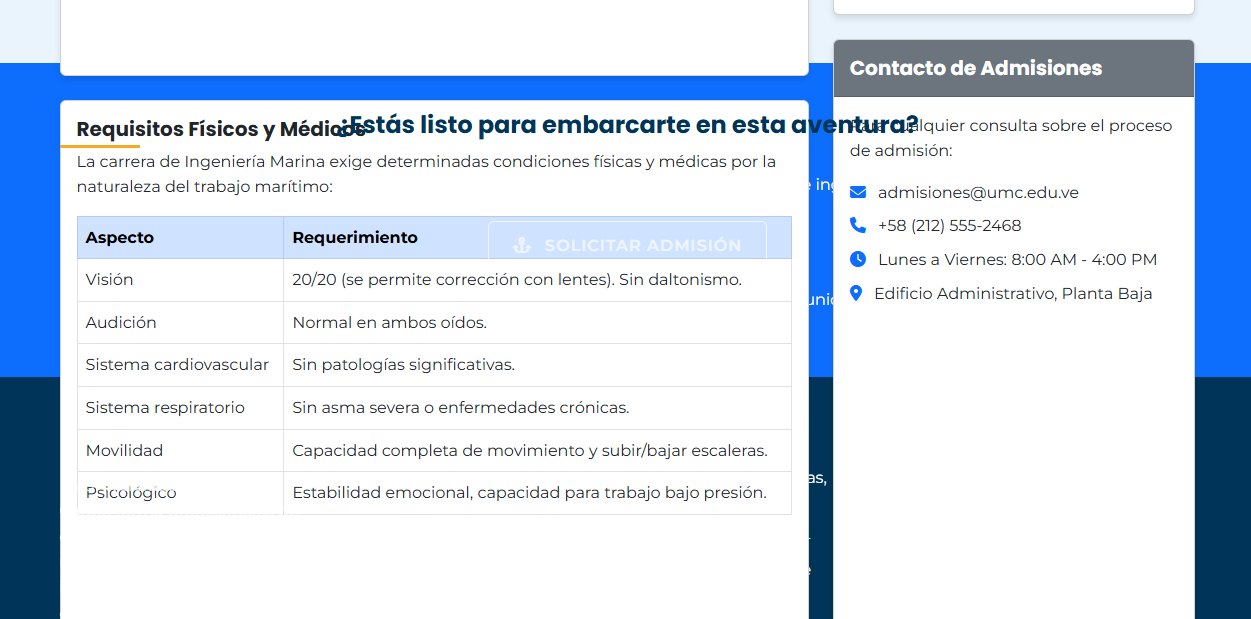 Contacto de Admisiones
Requisitos Físicos y Médicos
¿Estás listo para embarcarte en esta aventura?
Para cualquier consulta sobre el proceso
de admisión:
La carrera de Ingeniería Marina exige determinadas condiciones físicas y médicas por la
naturaleza del trabajo marítimo:
admisiones@umc.edu.ve
+58 (212) 555-2468
Lunes a Viernes: 8:00 AM - 4:00 PM
Edificio Administrativo, Planta Baja
Aspecto Requerimiento
SOLICITAR ADMISIÓN
Visión 20/20 (se permite corrección con lentes). Sin daltonismo.
Audición Normal en ambos oídos.
Sistema cardiovascular Sin patologías significativas.
Sistema respiratorio Sin asma severa o enfermedades crónicas.
Movilidad Capacidad completa de movimiento y subir/bajar escaleras.
Psicológico Estabilidad emocional, capacidad para trabajo bajo presión.